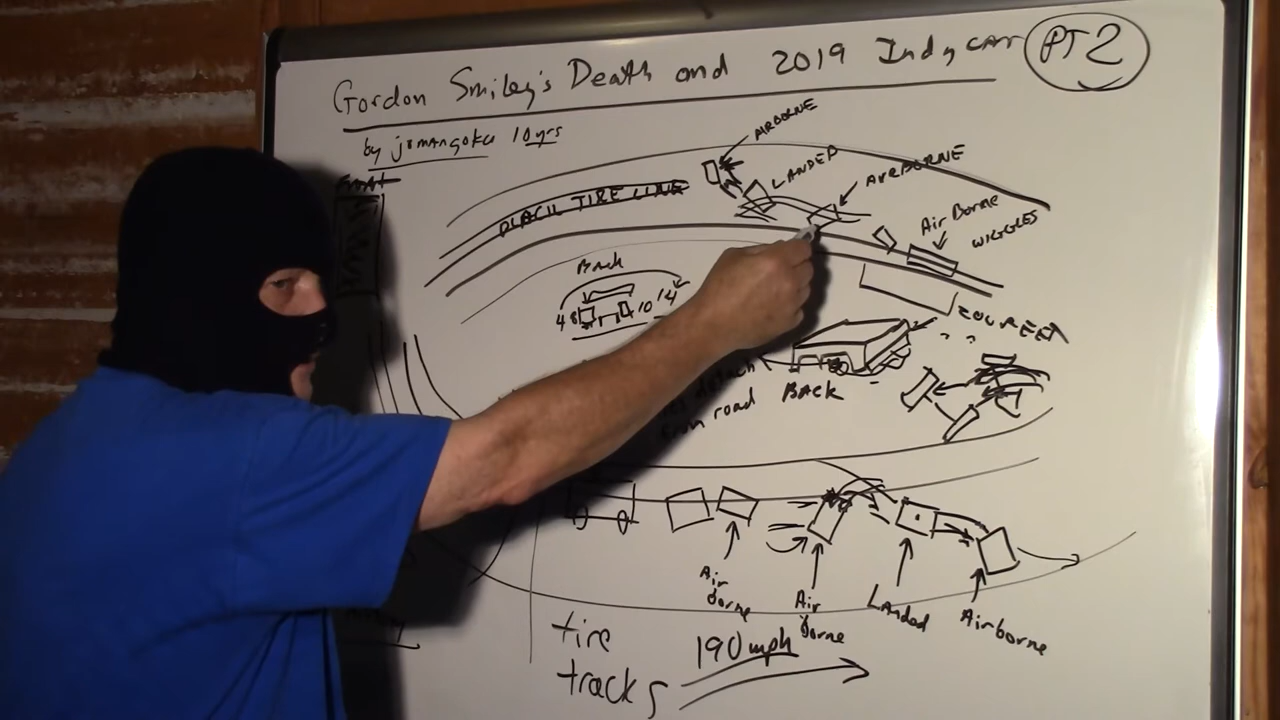 Gordon Smiley's Death and 2019 Indycar PT 2
by jumangoku 10yrs
AIRBORNE
BLACK TIRE LINE
LANDED
AIRBORNE
Air Borne
WIGGLES
Back
48
10 14
from road
BACK
Air borne
Air borne
Landed
Airborne
tire tracks
190 mph